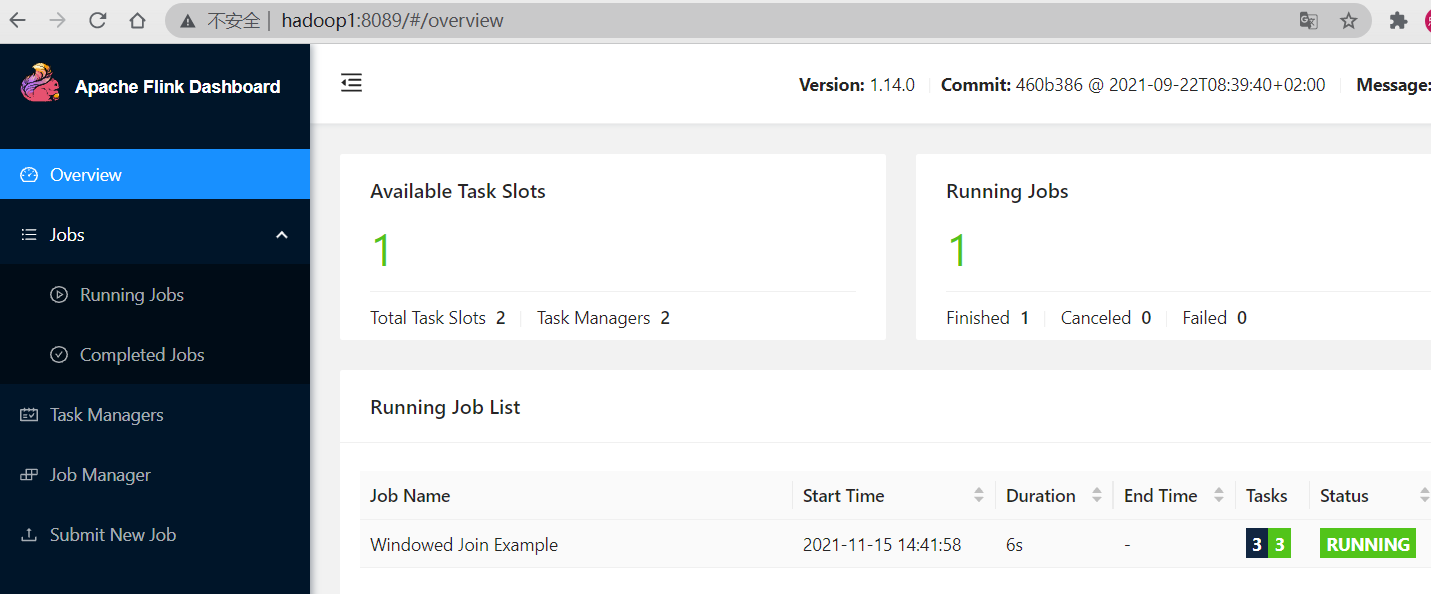 不安全 | hadoop1:8089/#/overview
Apache Flink Dashboard
Version: 1.14.0 Commit: 460b386 @ 2021-09-22T08:39:40+02:00 Message:
Overview
Jobs
Running Jobs
Completed Jobs
Task Managers
Job Manager
Submit New Job
Available Task Slots
1
Total Task Slots 2 Task Managers 2
Running Jobs
1
Finished 1 Canceled 0 Failed 0
Running Job List
Job Name Start Time Duration End Time Tasks Status
Windowed Join Example 2021-11-15 14:41:58 6s - 3 3 RUNNING